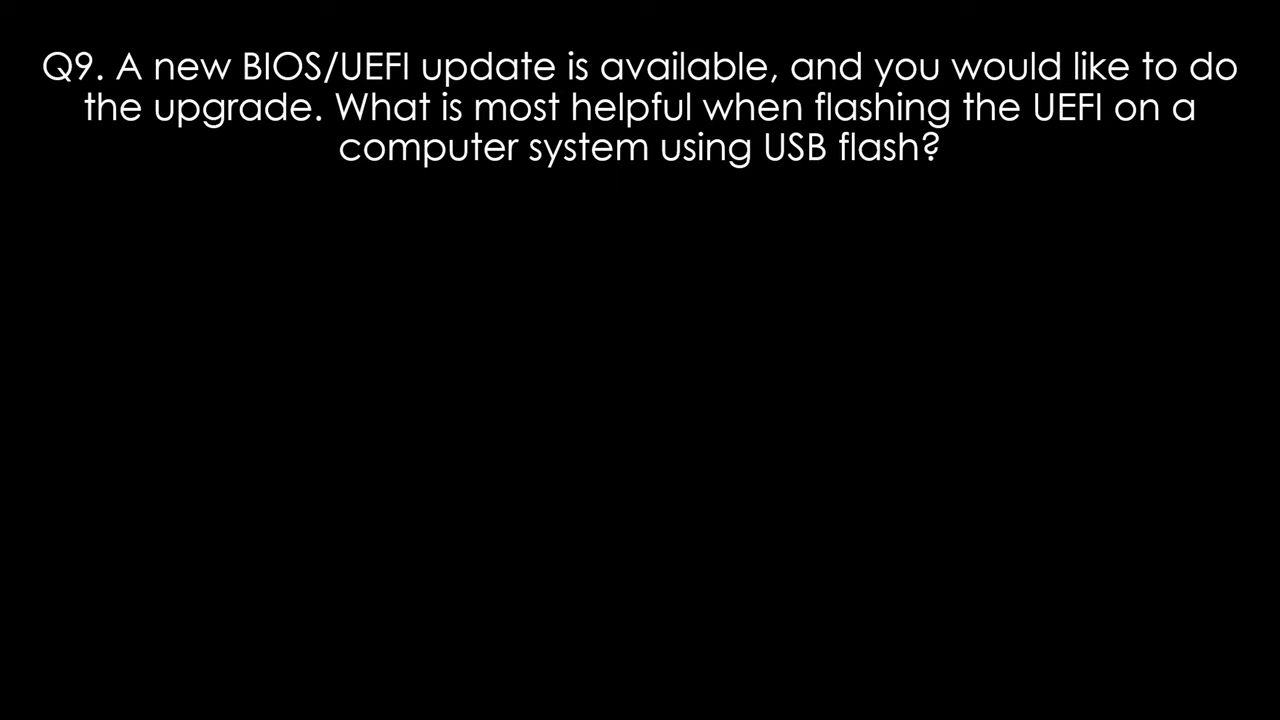 Q9. A new BIOS/UEFI update is available, and you would like to do
the upgrade. What is most helpful when flashing the UEFI on a
computer system using USB flash?